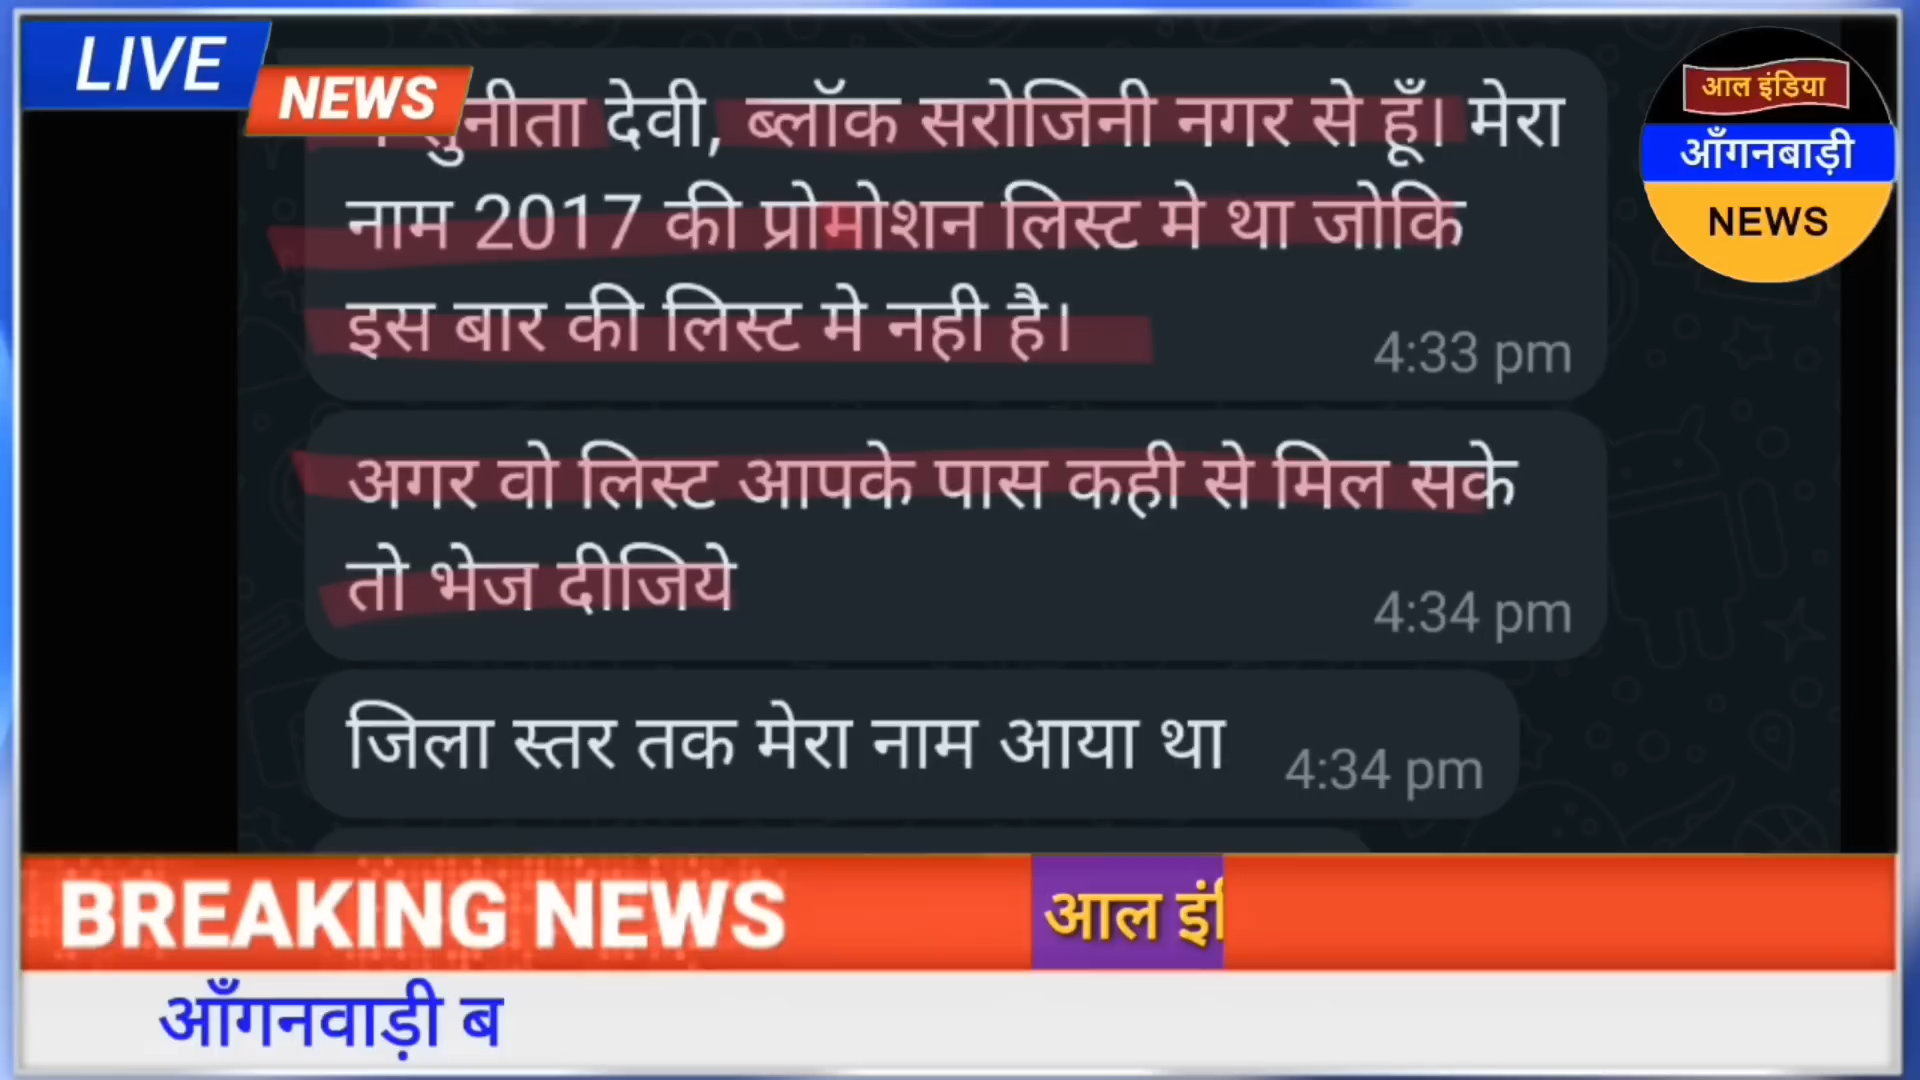 LIVE
NEWS
देवी, ब्लॉक सरोजिनी नगर से हूँ। मेरा
नाम 2017 की प्रोमोशन लिस्ट मे था जोकि
इस बार की लिस्ट मे नही है।
4:33 pm
अगर वो लिस्ट आपके पास कही से मिल सके
तो भेज दीजिये
4:34 pm
जिला स्तर तक मेरा नाम आया था
4:34 pm
आल इंडिया
आँगनबाड़ी
NEWS
BREAKING NEWS
आल
आँगनवाड़ी ब